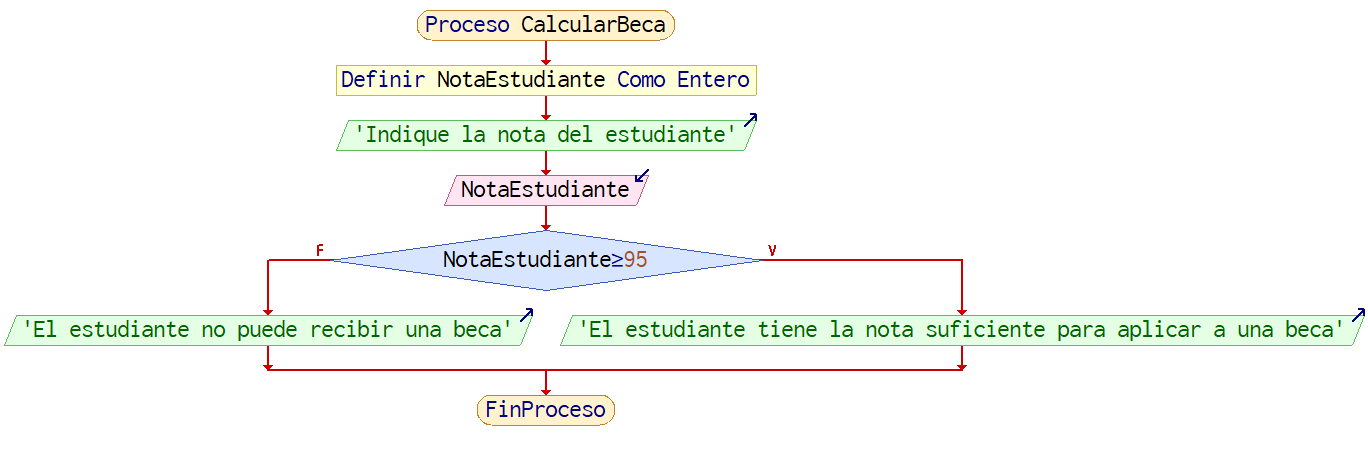 Proceso CalcularBeca
Definir NotaEstudiante Como Entero
'Indique la nota del estudiante'
NotaEstudiante
F
V
NotaEstudiante≥95
'El estudiante no puede recibir una beca'
'El estudiante tiene la nota suficiente para aplicar a una beca'
FinProceso